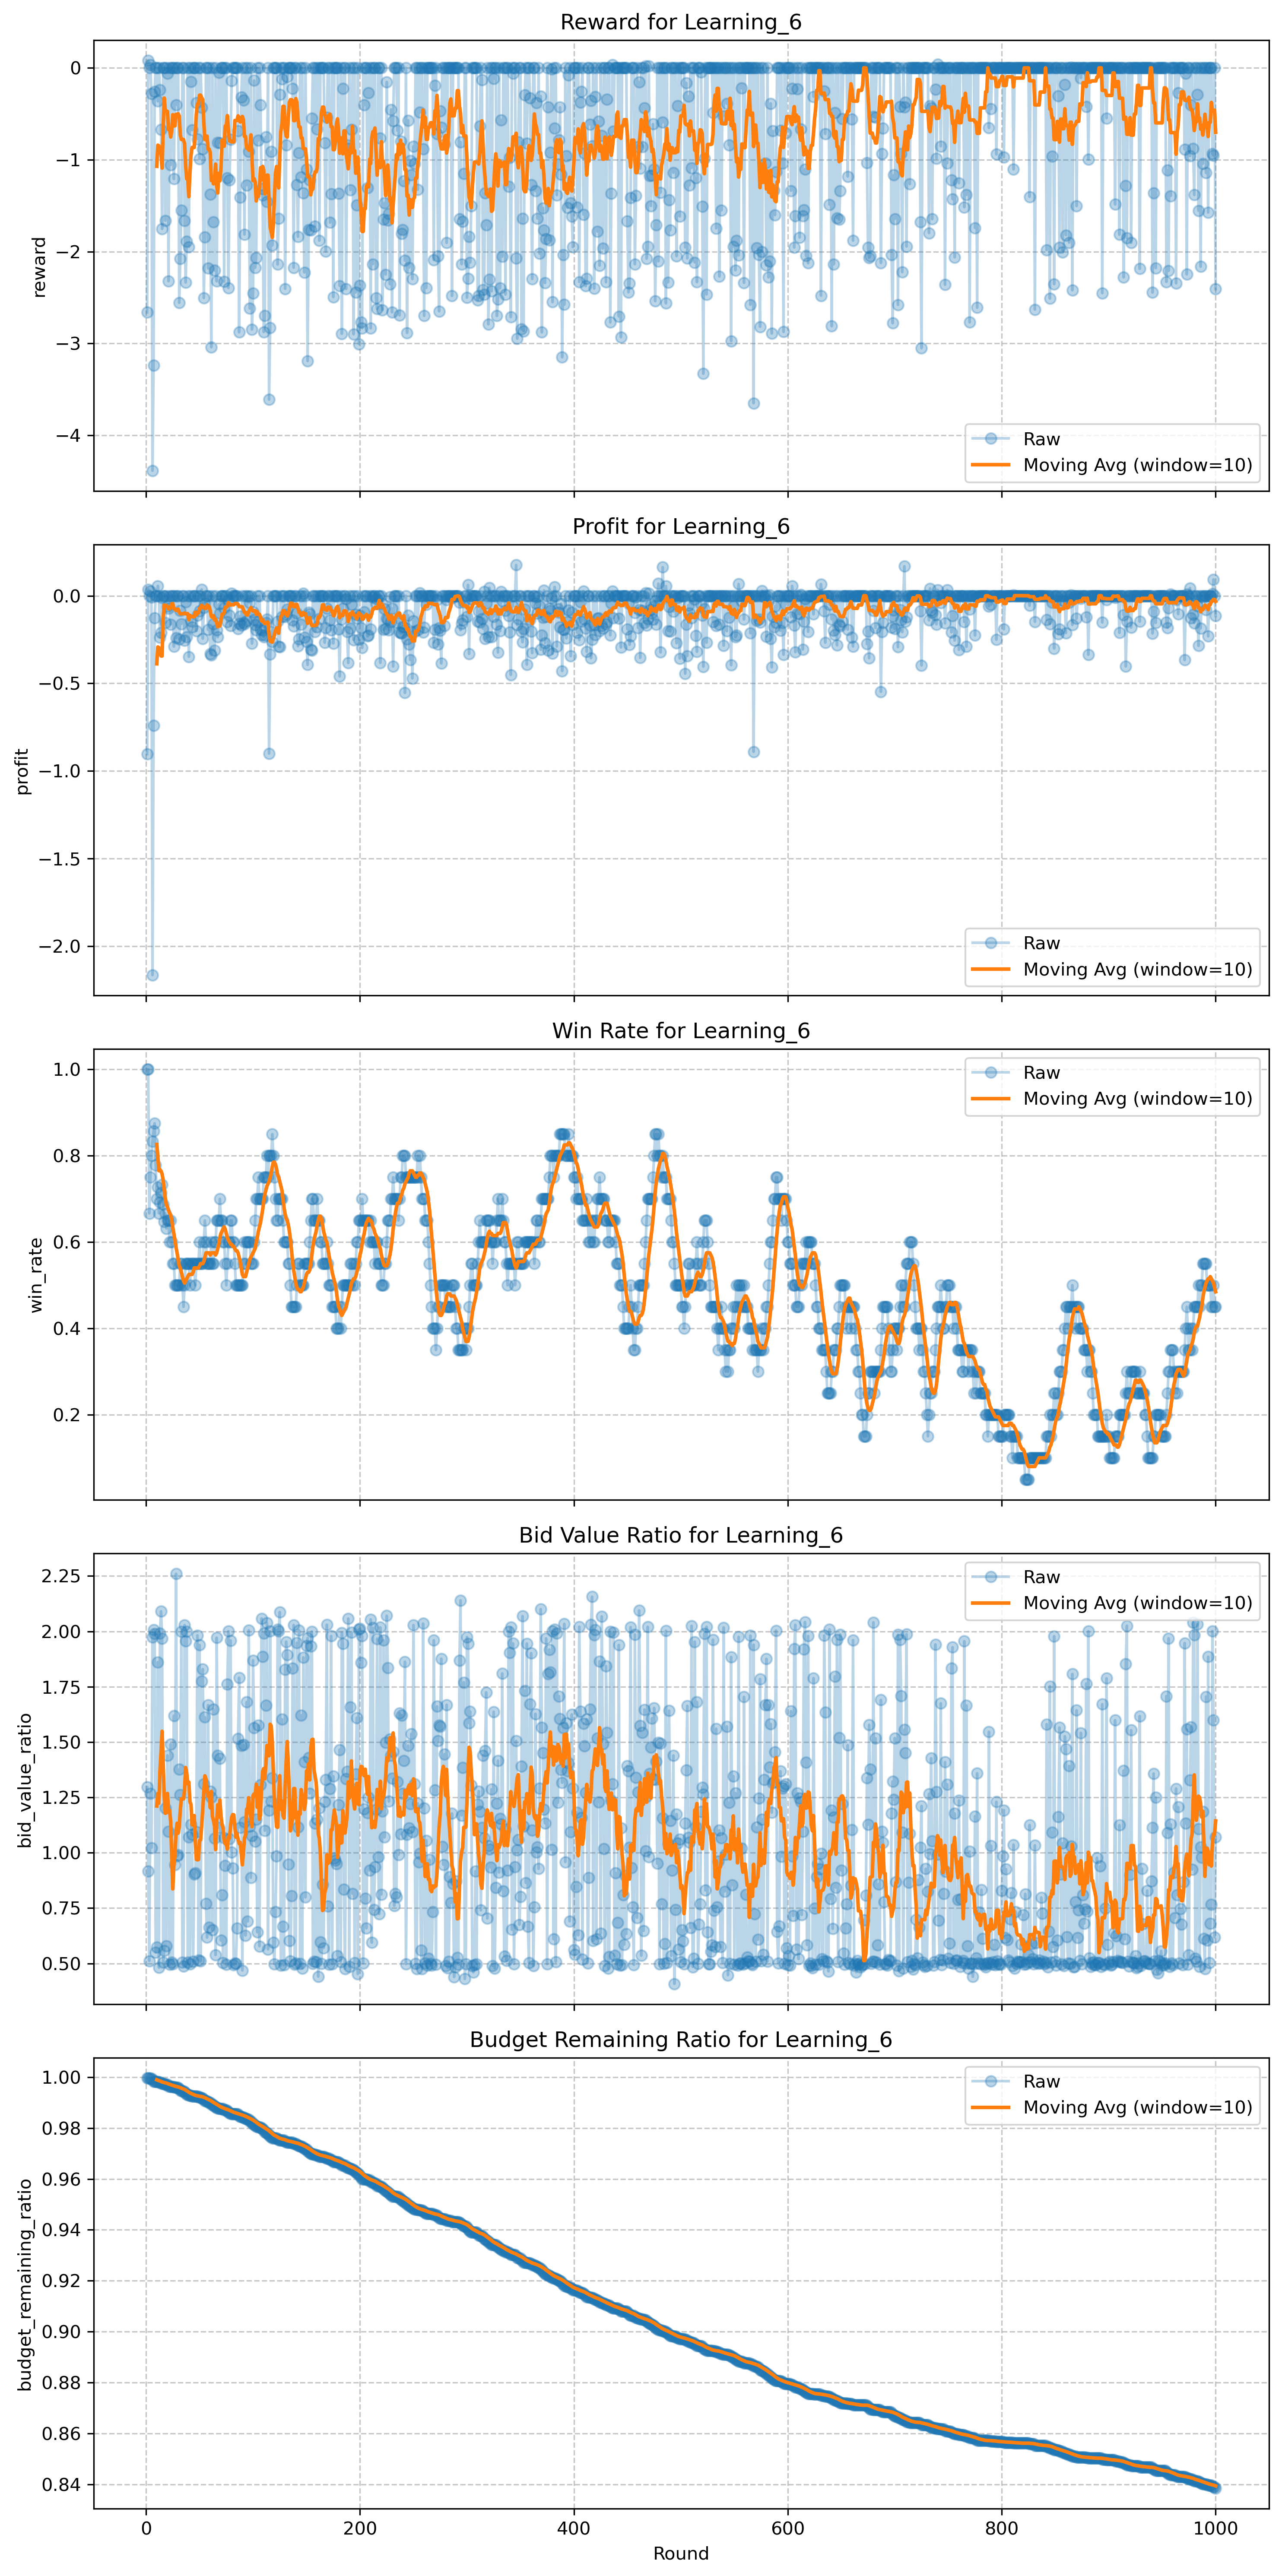 Reward for Learning_6
0
−1
−2
−3
−4
reward
Raw
Moving Avg (window=10)
Profit for Learning_6
0.0
−0.5
−1.0
−1.5
−2.0
profit
Raw
Moving Avg (window=10)
Win Rate for Learning_6
1.0
0.8
0.6
0.4
0.2
win_rate
Raw
Moving Avg (window=10)
Bid Value Ratio for Learning_6
2.25
2.00
1.75
1.50
1.25
1.00
0.75
0.50
bid_value_ratio
Raw
Moving Avg (window=10)
Budget Remaining Ratio for Learning_6
1.00
0.98
0.96
0.94
0.92
0.90
0.88
0.86
0.84
budget_remaining_ratio
Raw
Moving Avg (window=10)
0 200 400 600 800 1000
Round